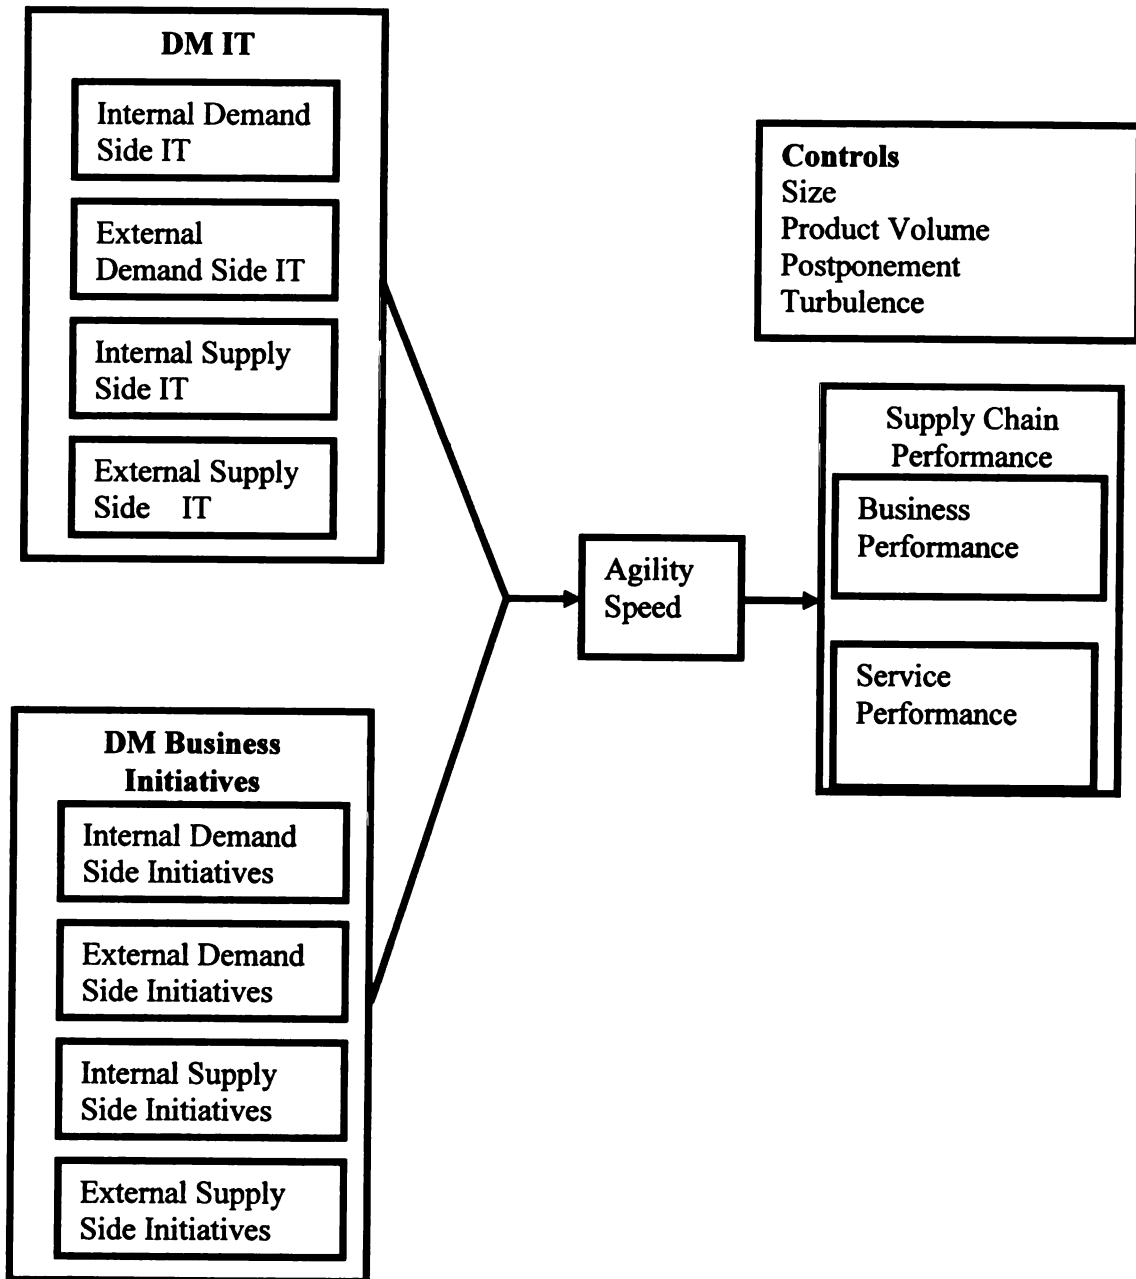 DM IT
Internal Demand
Side IT
External
Demand Side IT
Internal Supply
Side IT
External Supply
Side IT
Controls
Size
Product Volume
Postponement
Turbulence
Supply Chain
Performance
Business
Performance
Service
Performance
Agility
Speed
DM Business
Initiatives
Internal Demand
Side Initiatives
External Demand
Side Initiatives
Internal Supply
Side Initiatives
External Supply
Side Initiatives